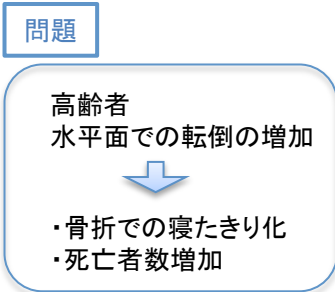 問題
高齢者
水平面での転倒の増加
・骨折での寝たきり化
・死亡者数増加